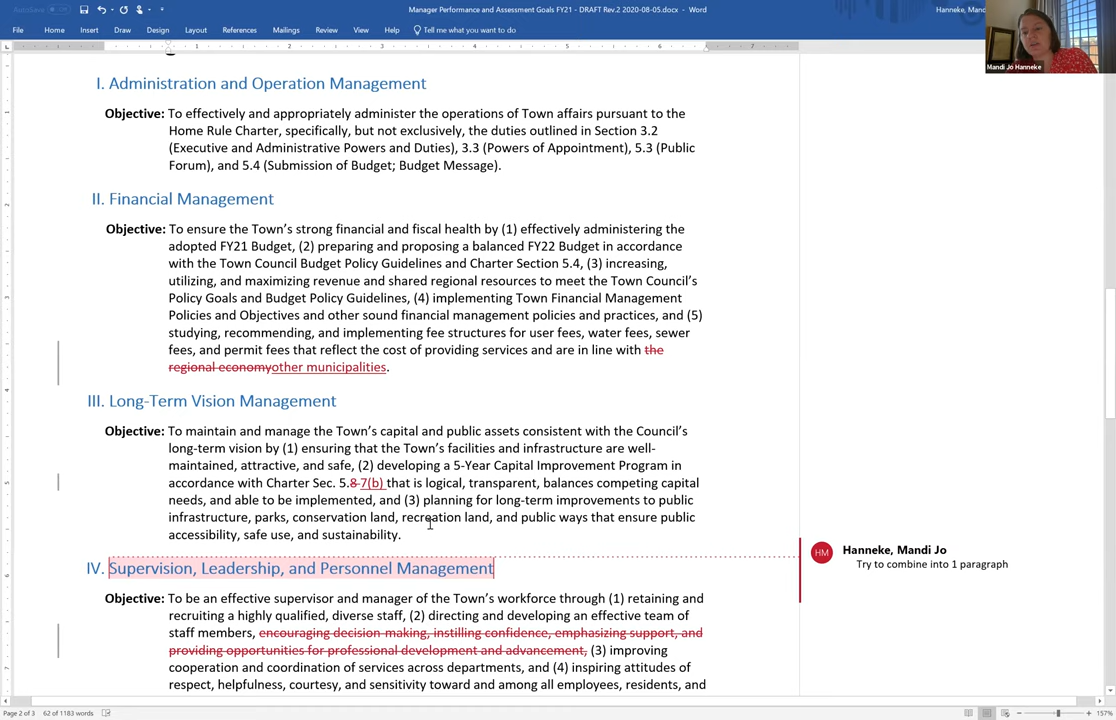 AutoSave Off
Manager Performance and Assessment Goals FY21 - DRAFT Rev.2 2020-08-05.docx - Word
Hanneke, Mandi
File Home Insert Draw Design Layout References Mailings Review View Help Tell me what you want to do
Mandi Jo Hanneke
I. Administration and Operation Management
Objective: To effectively and appropriately administer the operations of Town affairs pursuant to the
Home Rule Charter, specifically, but not exclusively, the duties outlined in Section 3.2
(Executive and Administrative Powers and Duties), 3.3 (Powers of Appointment), 5.3 (Public
Forum), and 5.4 (Submission of Budget; Budget Message).
II. Financial Management
Objective: To ensure the Town's strong financial and fiscal health by (1) effectively administering the
adopted FY21 Budget, (2) preparing and proposing a balanced FY22 Budget in accordance
with the Town Council Budget Policy Guidelines and Charter Section 5.4, (3) increasing,
utilizing, and maximizing revenue and shared regional resources to meet the Town Council's
Policy Goals and Budget Policy Guidelines, (4) implementing Town Financial Management
Policies and Objectives and other sound financial management policies and practices, and (5)
studying, recommending, and implementing fee structures for user fees, water fees, sewer
fees, and permit fees that reflect the cost of providing services and are in line with the
regional economyother municipalities.
III. Long-Term Vision Management
Objective: To maintain and manage the Town's capital and public assets consistent with the Council's
long-term vision by (1) ensuring that the Town's facilities and infrastructure are well-
maintained, attractive, and safe, (2) developing a 5-Year Capital Improvement Program in
accordance with Charter Sec. 5.8 7(b) that is logical, transparent, balances competing capital
needs, and able to be implemented, and (3) planning for long-term improvements to public
infrastructure, parks, conservation land, recreation land, and public ways that ensure public
accessibility, safe use, and sustainability.
IV. Supervision, Leadership, and Personnel Management
HM Hanneke, Mandi Jo
Try to combine into 1 paragraph
Objective: To be an effective supervisor and manager of the Town's workforce through (1) retaining and
recruiting a highly qualified, diverse staff, (2) directing and developing an effective team of
staff members, encouraging decision-making, instilling confidence, emphasizing support, and
providing opportunities for professional development and advancement, (3) improving
cooperation and coordination of services across departments, and (4) inspiring attitudes of
respect, helpfulness, courtesy, and sensitivity toward and among all employees, residents, and
Page 2 of 3 62 of 1183 words 157%